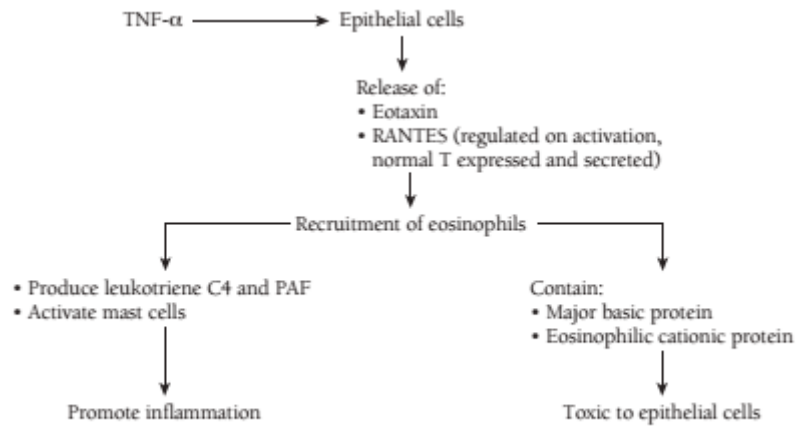 TNF-α
Epithelial cells
Release of:
• Eotaxin
• RANTES (regulated on activation,
normal T expressed and secreted)
Recruitment of eosinophils
• Produce leukotriene C4 and PAF
• Activate mast cells
Contain:
• Major basic protein
• Eosinophilic cationic protein
Promote inflammation
Toxic to epithelial cells